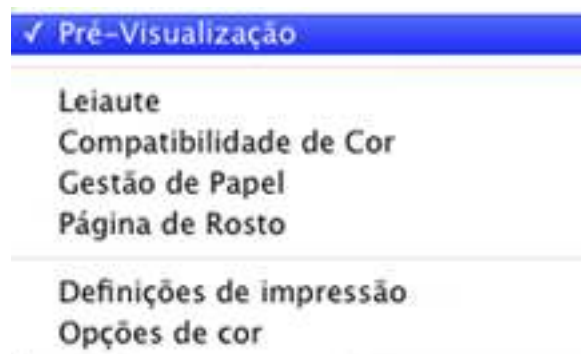 ✓ Pré-Visualização
Leiaute
Compatibilidade de Cor
Gestão de Papel
Página de Rosto
Definições de impressão
Opções de cor